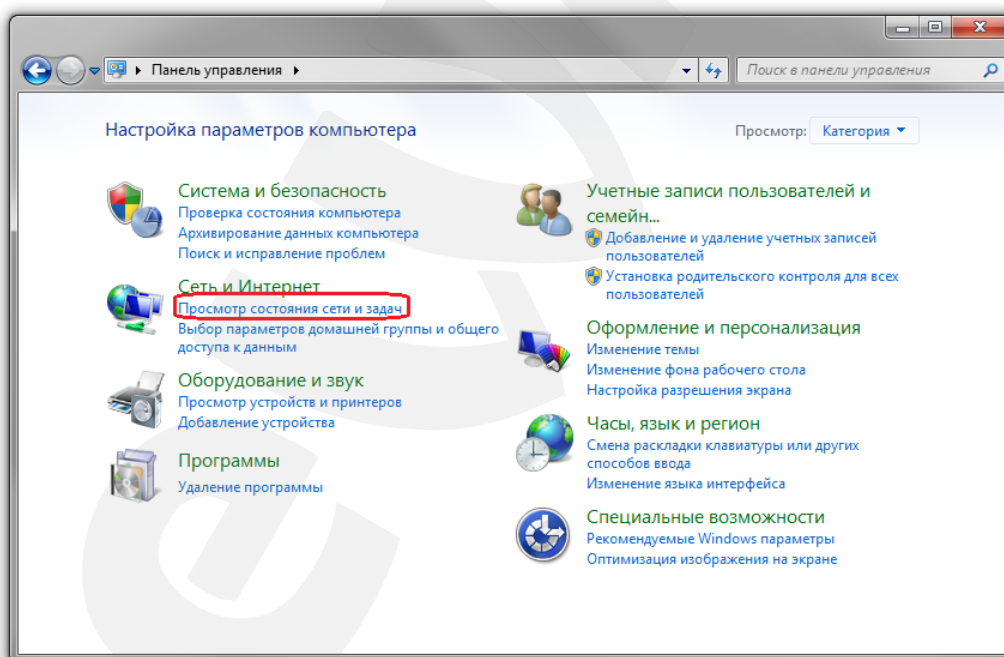 Панель управления
Поиск в панели управления
Настройка параметров компьютера
Просмотр: Категория
Система и безопасность
Проверка состояния компьютера
Архивирование данных компьютера
Поиск и исправление проблем
Сеть и Интернет
Просмотр состояния сети и задач
Выбор параметров домашней группы и общего
доступа к данным
Оборудование и звук
Просмотр устройств и принтеров
Добавление устройства
Программы
Удаление программы
Учетные записи пользователей и
семейн...
Добавление и удаление учетных записей
пользователей
Установка родительского контроля для всех
пользователей
Оформление и персонализация
Изменение темы
Изменение фона рабочего стола
Настройка разрешения экрана
Часы, язык и регион
Смена раскладки клавиатуры или других
способов ввода
Изменение языка интерфейса
Специальные возможности
Рекомендуемые Windows параметры
Оптимизация изображения на экране